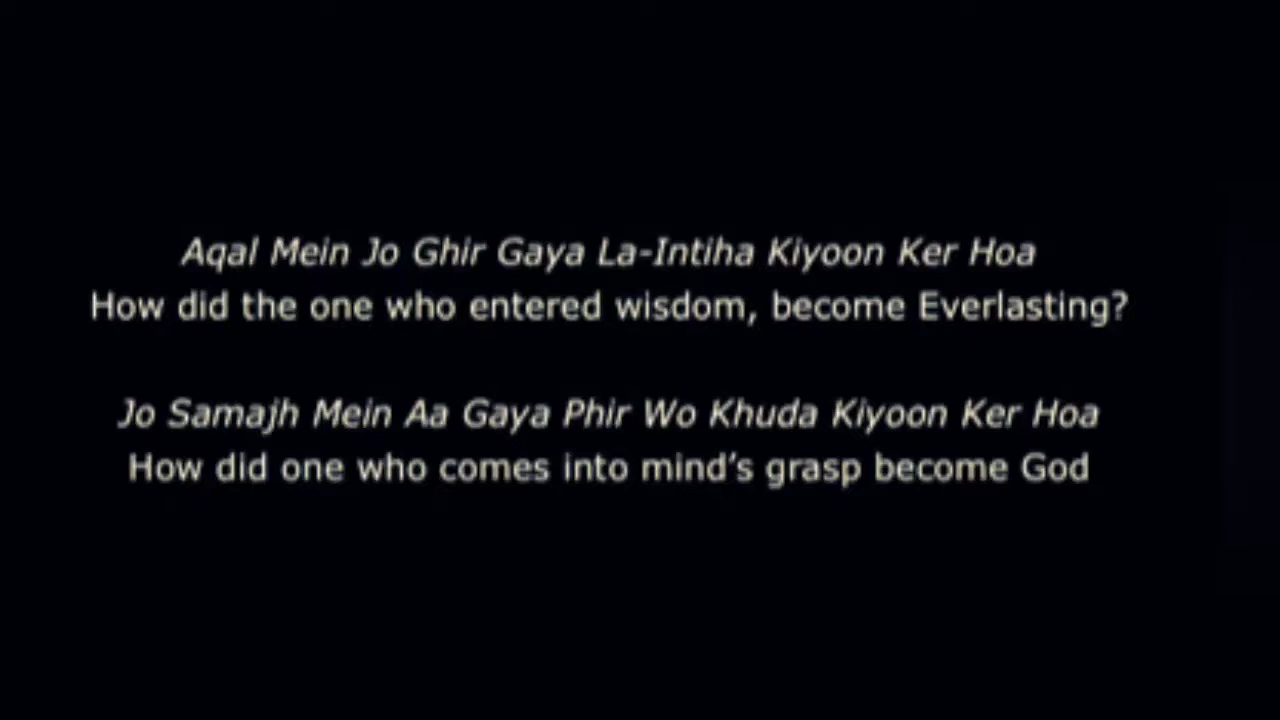 Aqal Mein Jo Ghir Gaya La-Intiha Kiyoon Ker Hoa
How did the one who entered wisdom, become Everlasting?
Jo Samajh Mein Aa Gaya Phir Wo Khuda Kiyoon Ker Hoa
How did one who comes into mind’s grasp become God